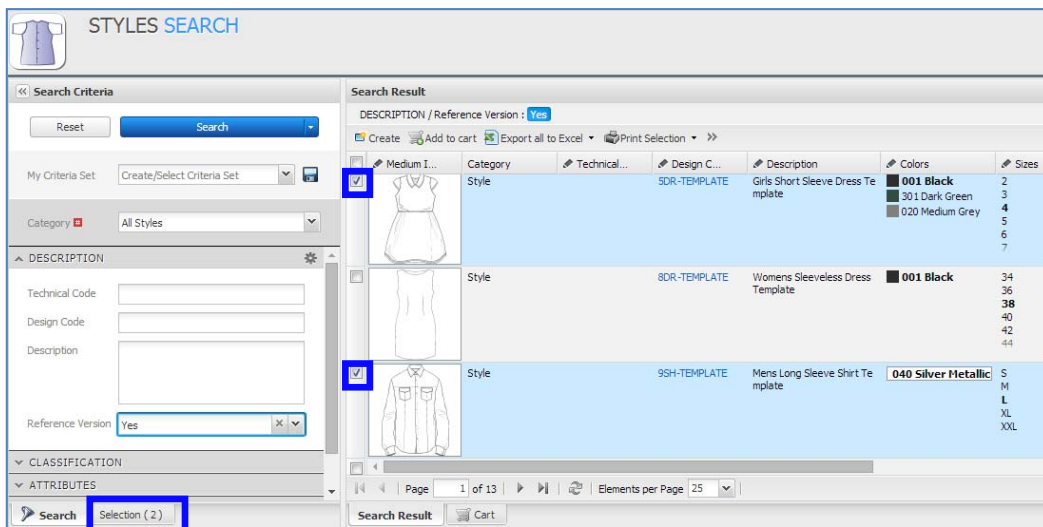 STYLES SEARCH
Search Criteria
Reset
Search
My Criteria Set
Create/Select Criteria Set
Category
All Styles
DESCRIPTION
Technical Code
Design Code
Description
Reference Version
Yes
CLASSIFICATION
ATTRIBUTES
Search
Selection ( 2 )
Search Result
DESCRIPTION / Reference Version : Yes
Create Add to cart Export all to Excel Print Selection
Medium I... Category Technical... Design C... Description Colors Sizes
Style
5DR-TEMPLATE
Girls Short Sleeve Dress Te
mplate
001 Black
301 Dark Green
020 Medium Grey
2
3
4
5
6
7
Style
8DR-TEMPLATE
Womens Sleeveless Dress
Template
001 Black
34
36
38
40
42
44
Style
9SH-TEMPLATE
Mens Long Sleeve Shirt Te
mplate
040 Silver Metallic
S
M
L
XL
XXL
Page 1 of 13 Elements per Page 25
Search Result
Cart